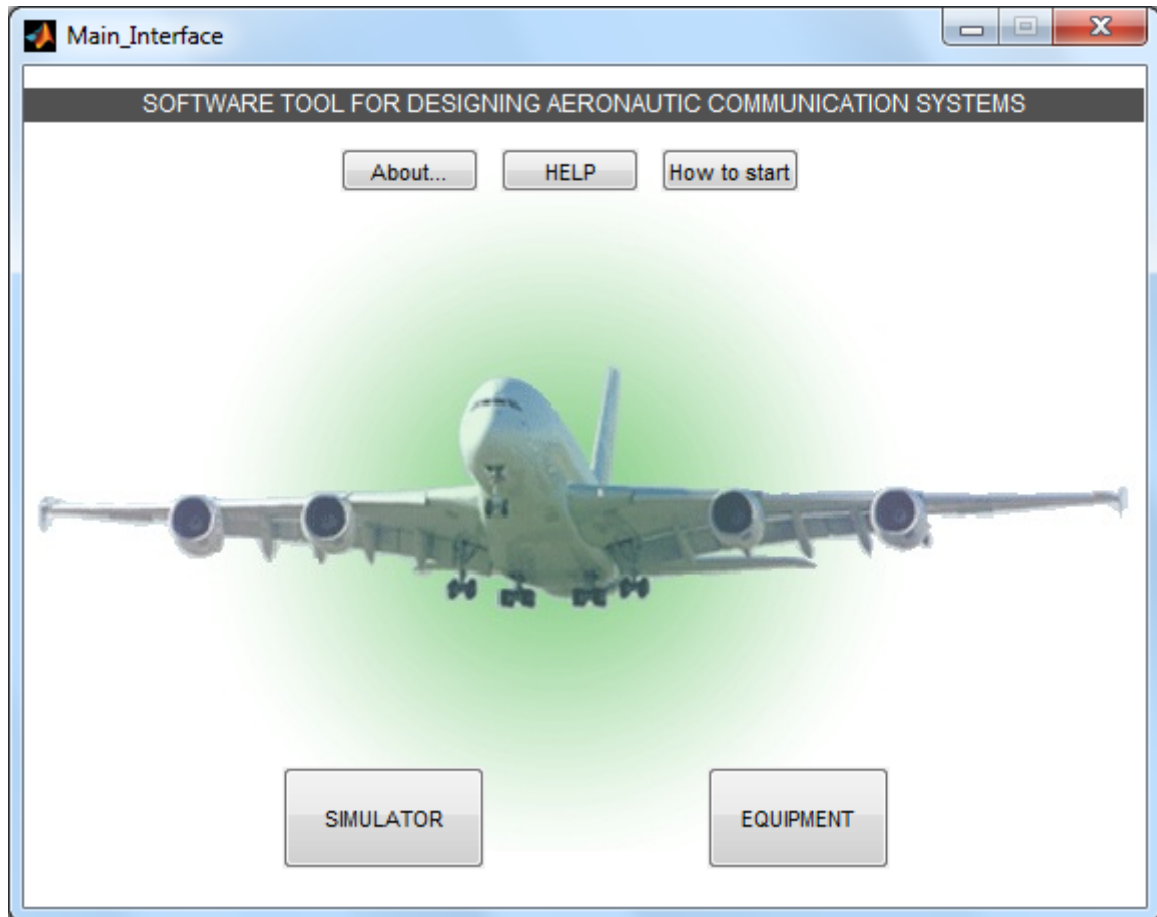 Main_Interface
SOFTWARE TOOL FOR DESIGNING AERONAUTIC COMMUNICATION SYSTEMS
About... HELP How to start
SIMULATOR EQUIPMENT